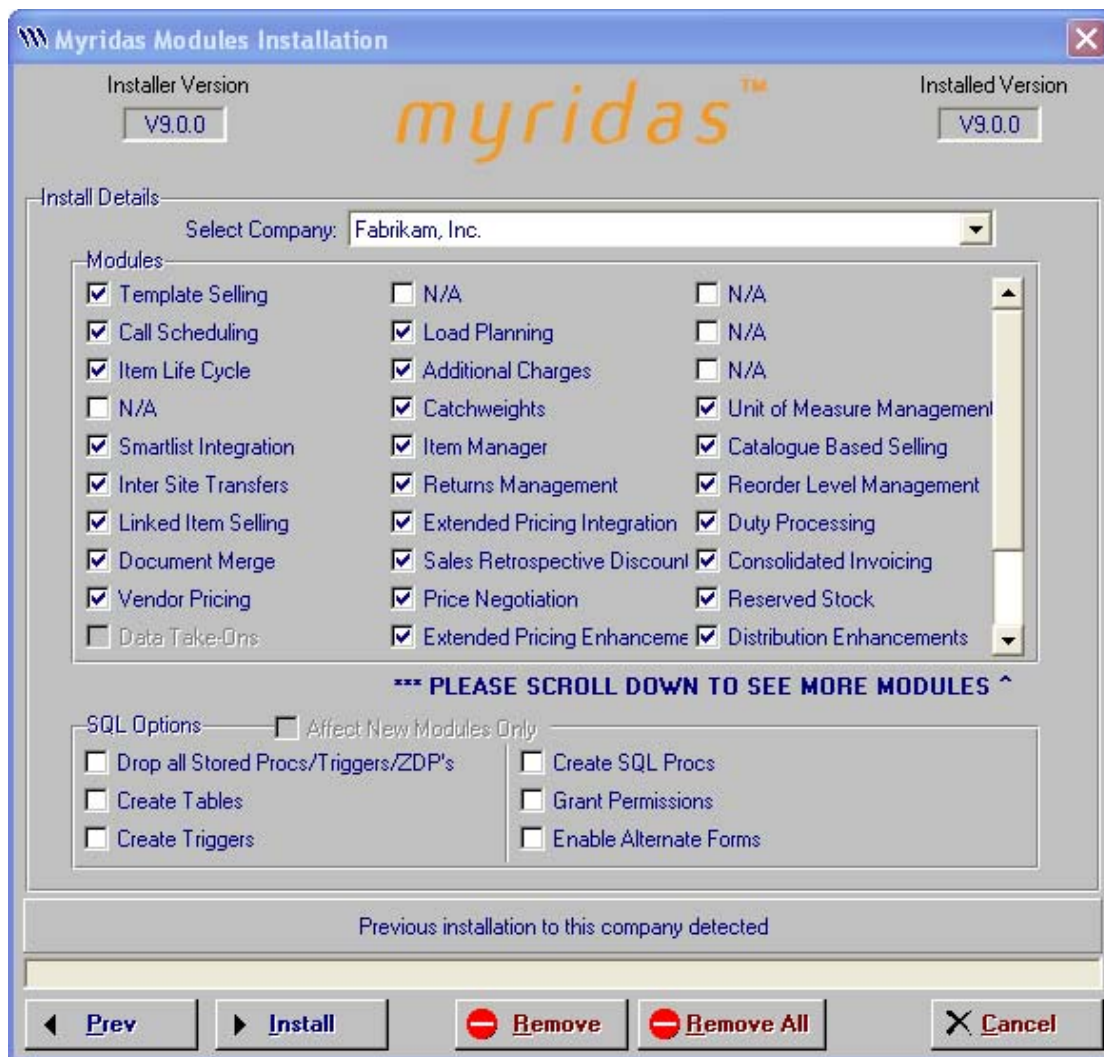 Myridas Modules Installation
Installer Version
V9.0.0
myridas™
Installed Version
V9.0.0
Install Details
Select Company: Fabrikam, Inc.
Modules
Template Selling N/A N/A
Call Scheduling Load Planning N/A
Item Life Cycle Additional Charges N/A
N/A Catchweights Unit of Measure Management
Smartlist Integration Item Manager Catalogue Based Selling
Inter Site Transfers Returns Management Reorder Level Management
Linked Item Selling Extended Pricing Integration Duty Processing
Document Merge Sales Retrospective Discount Consolidated Invoicing
Vendor Pricing Price Negotiation Reserved Stock
Data Take-Ons Extended Pricing Enhanceme Distribution Enhancements
*** PLEASE SCROLL DOWN TO SEE MORE MODULES ^
SQL Options Affect New Modules Only
Drop all Stored Procs/Triggers/ZDP's Create SQL Procs
Create Tables Grant Permissions
Create Triggers Enable Alternate Forms
Previous installation to this company detected
Prev Install Remove Remove All Cancel